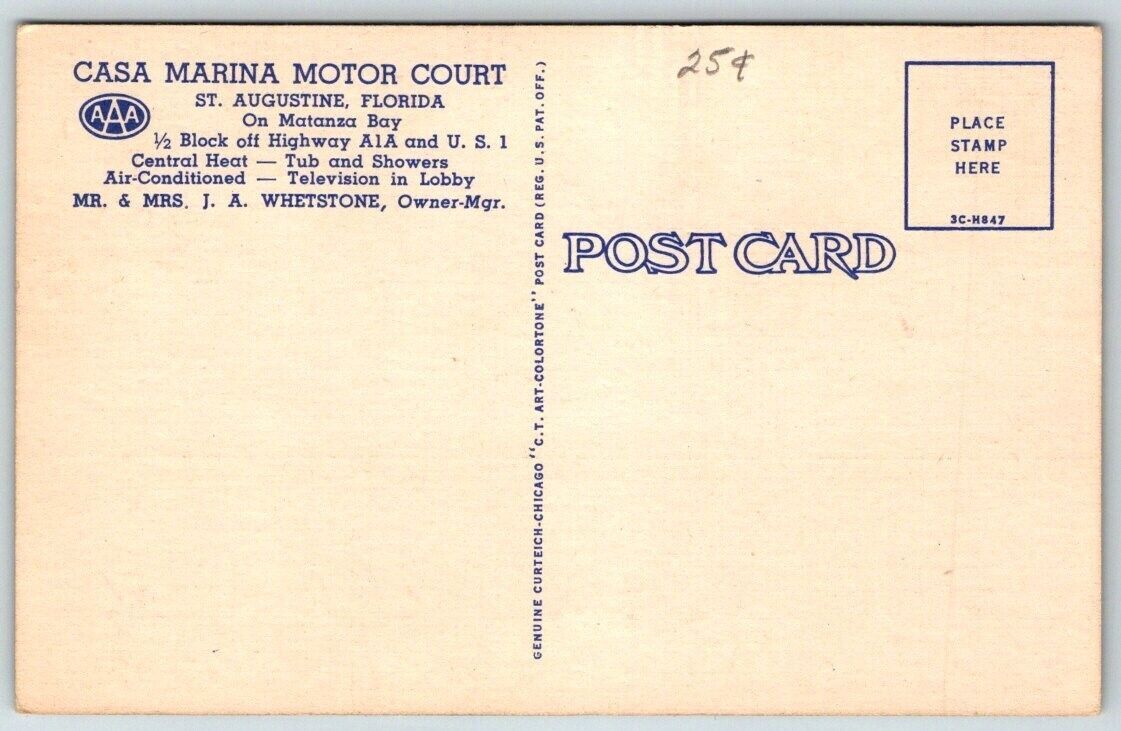 CASA MARINA MOTOR COURT
AAA
ST. AUGUSTINE, FLORIDA
On Matanza Bay
½ Block off Highway A1A and U. S. 1
Central Heat — Tub and Showers
Air-Conditioned — Television in Lobby
MR. & MRS. J. A. WHETSTONE, Owner-Mgr.
GENUINE CURTEICH-CHICAGO "C.T. ART-COLORTONE" POST CARD (REG. U.S. PAT. OFF.)
25¢
POST CARD
PLACE
STAMP
HERE
3C-H847